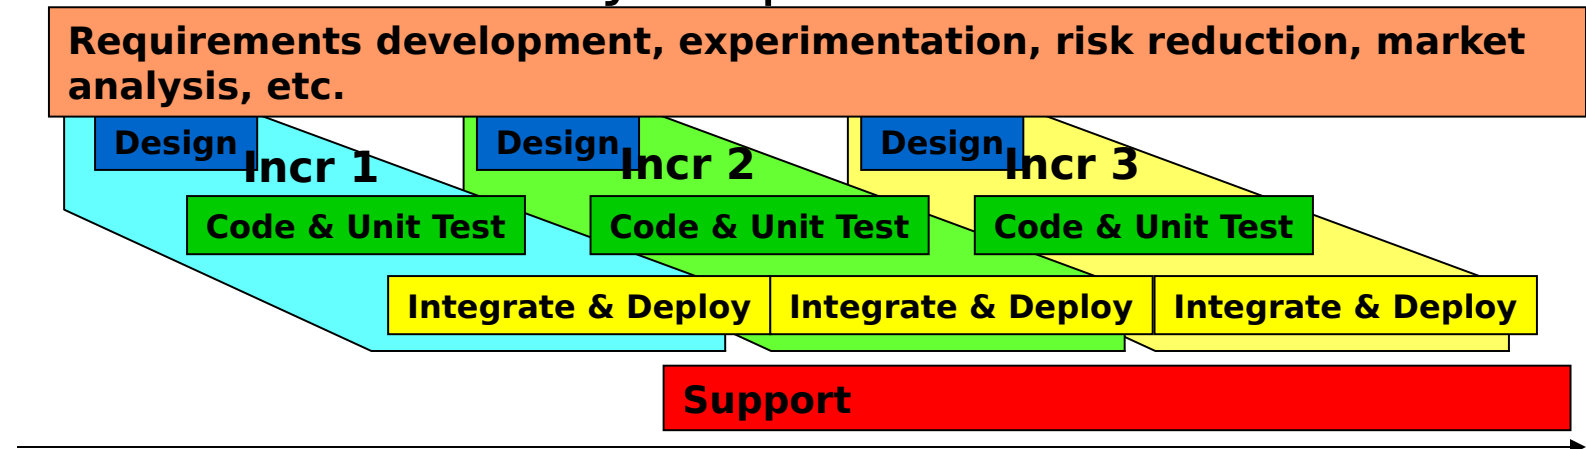 Requirements development, experimentation, risk reduction, market
analysis, etc.
Design
Design
Design
Incr 1
Incr 2
Incr 3
Code & Unit Test
Code & Unit Test
Code & Unit Test
Integrate & Deploy
Integrate & Deploy
Integrate & Deploy
Support